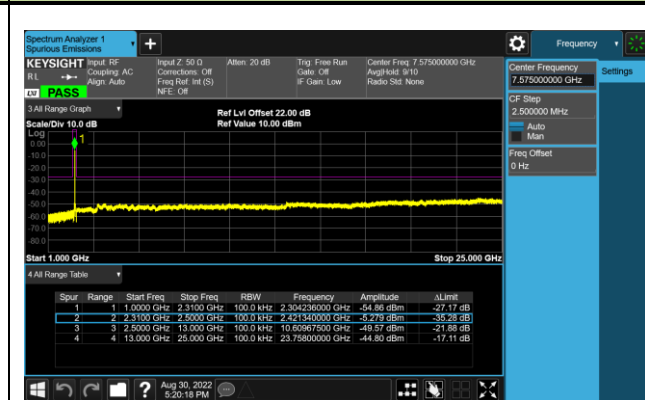 Spectrum Analyzer 1
Spurious Emissions
Frequency
KEYSIGHT
Input: RF
Input Z: 50 Ω
Atten: 20 dB
Trig: Free Run
Center Freq: 7.575000000 GHz
RL
Coupling: AC
Corrections: Off
Gate: Off
Avg|Hold: 9/10
Align: Auto
Freq Ref: Int (S)
IF Gain: Low
Radio Std: None
NFE: Off
LXI
PASS
Center Frequency
7.575000000 GHz
Settings
CF Step
2.500000 MHz
Auto
Man
Freq Offset
0 Hz
3 All Range Graph
Ref Lvl Offset 22.00 dB
Scale/Div 10.0 dB
Ref Value 10.00 dBm
Log
1
0.00
-10.0
-20.0
-30.0
-40.0
-50.0
-60.0
-70.0
-80.0
Start 1.000 GHz
Stop 25.000 GHz
4 All Range Table
Spur Range Start Freq Stop Freq RBW Frequency Amplitude ΔLimit
1 1 1.0000 GHz 2.3100 GHz 100.0 kHz 2.304236000 GHz -54.86 dBm -27.17 dB
2 2 2.3100 GHz 2.5000 GHz 100.0 kHz 2.421340000 GHz -5.279 dBm -35.28 dB
3 3 2.5000 GHz 13.000 GHz 100.0 kHz 10.60967500 GHz -49.57 dBm -21.88 dB
4 4 13.000 GHz 25.000 GHz 100.0 kHz 23.75800000 GHz -44.80 dBm -17.11 dB
Aug 30, 2022
5:20:18 PM